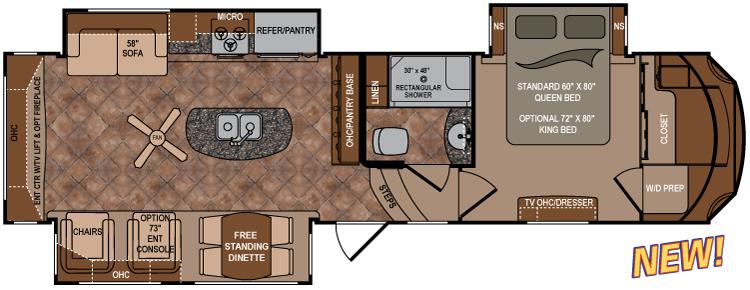 MICRO
58"
SOFA
REFER/PANTRY
OHC
ENT CTR W/TV LIFT & OPT FIREPLACE
FAN
OHC/PANTRY BASE
LINEN
30" x 48"
RECTANGULAR
SHOWER
NS
NS
STANDARD 60" X 80"
QUEEN BED
OPTIONAL 72" X 80"
KING BED
CLOSET
W/D PREP
STEPS
TV OHC/DRESSER
CHAIRS
OPTION
73"
ENT
CONSOLE
OHC
FREE
STANDING
DINETTE
NEW!